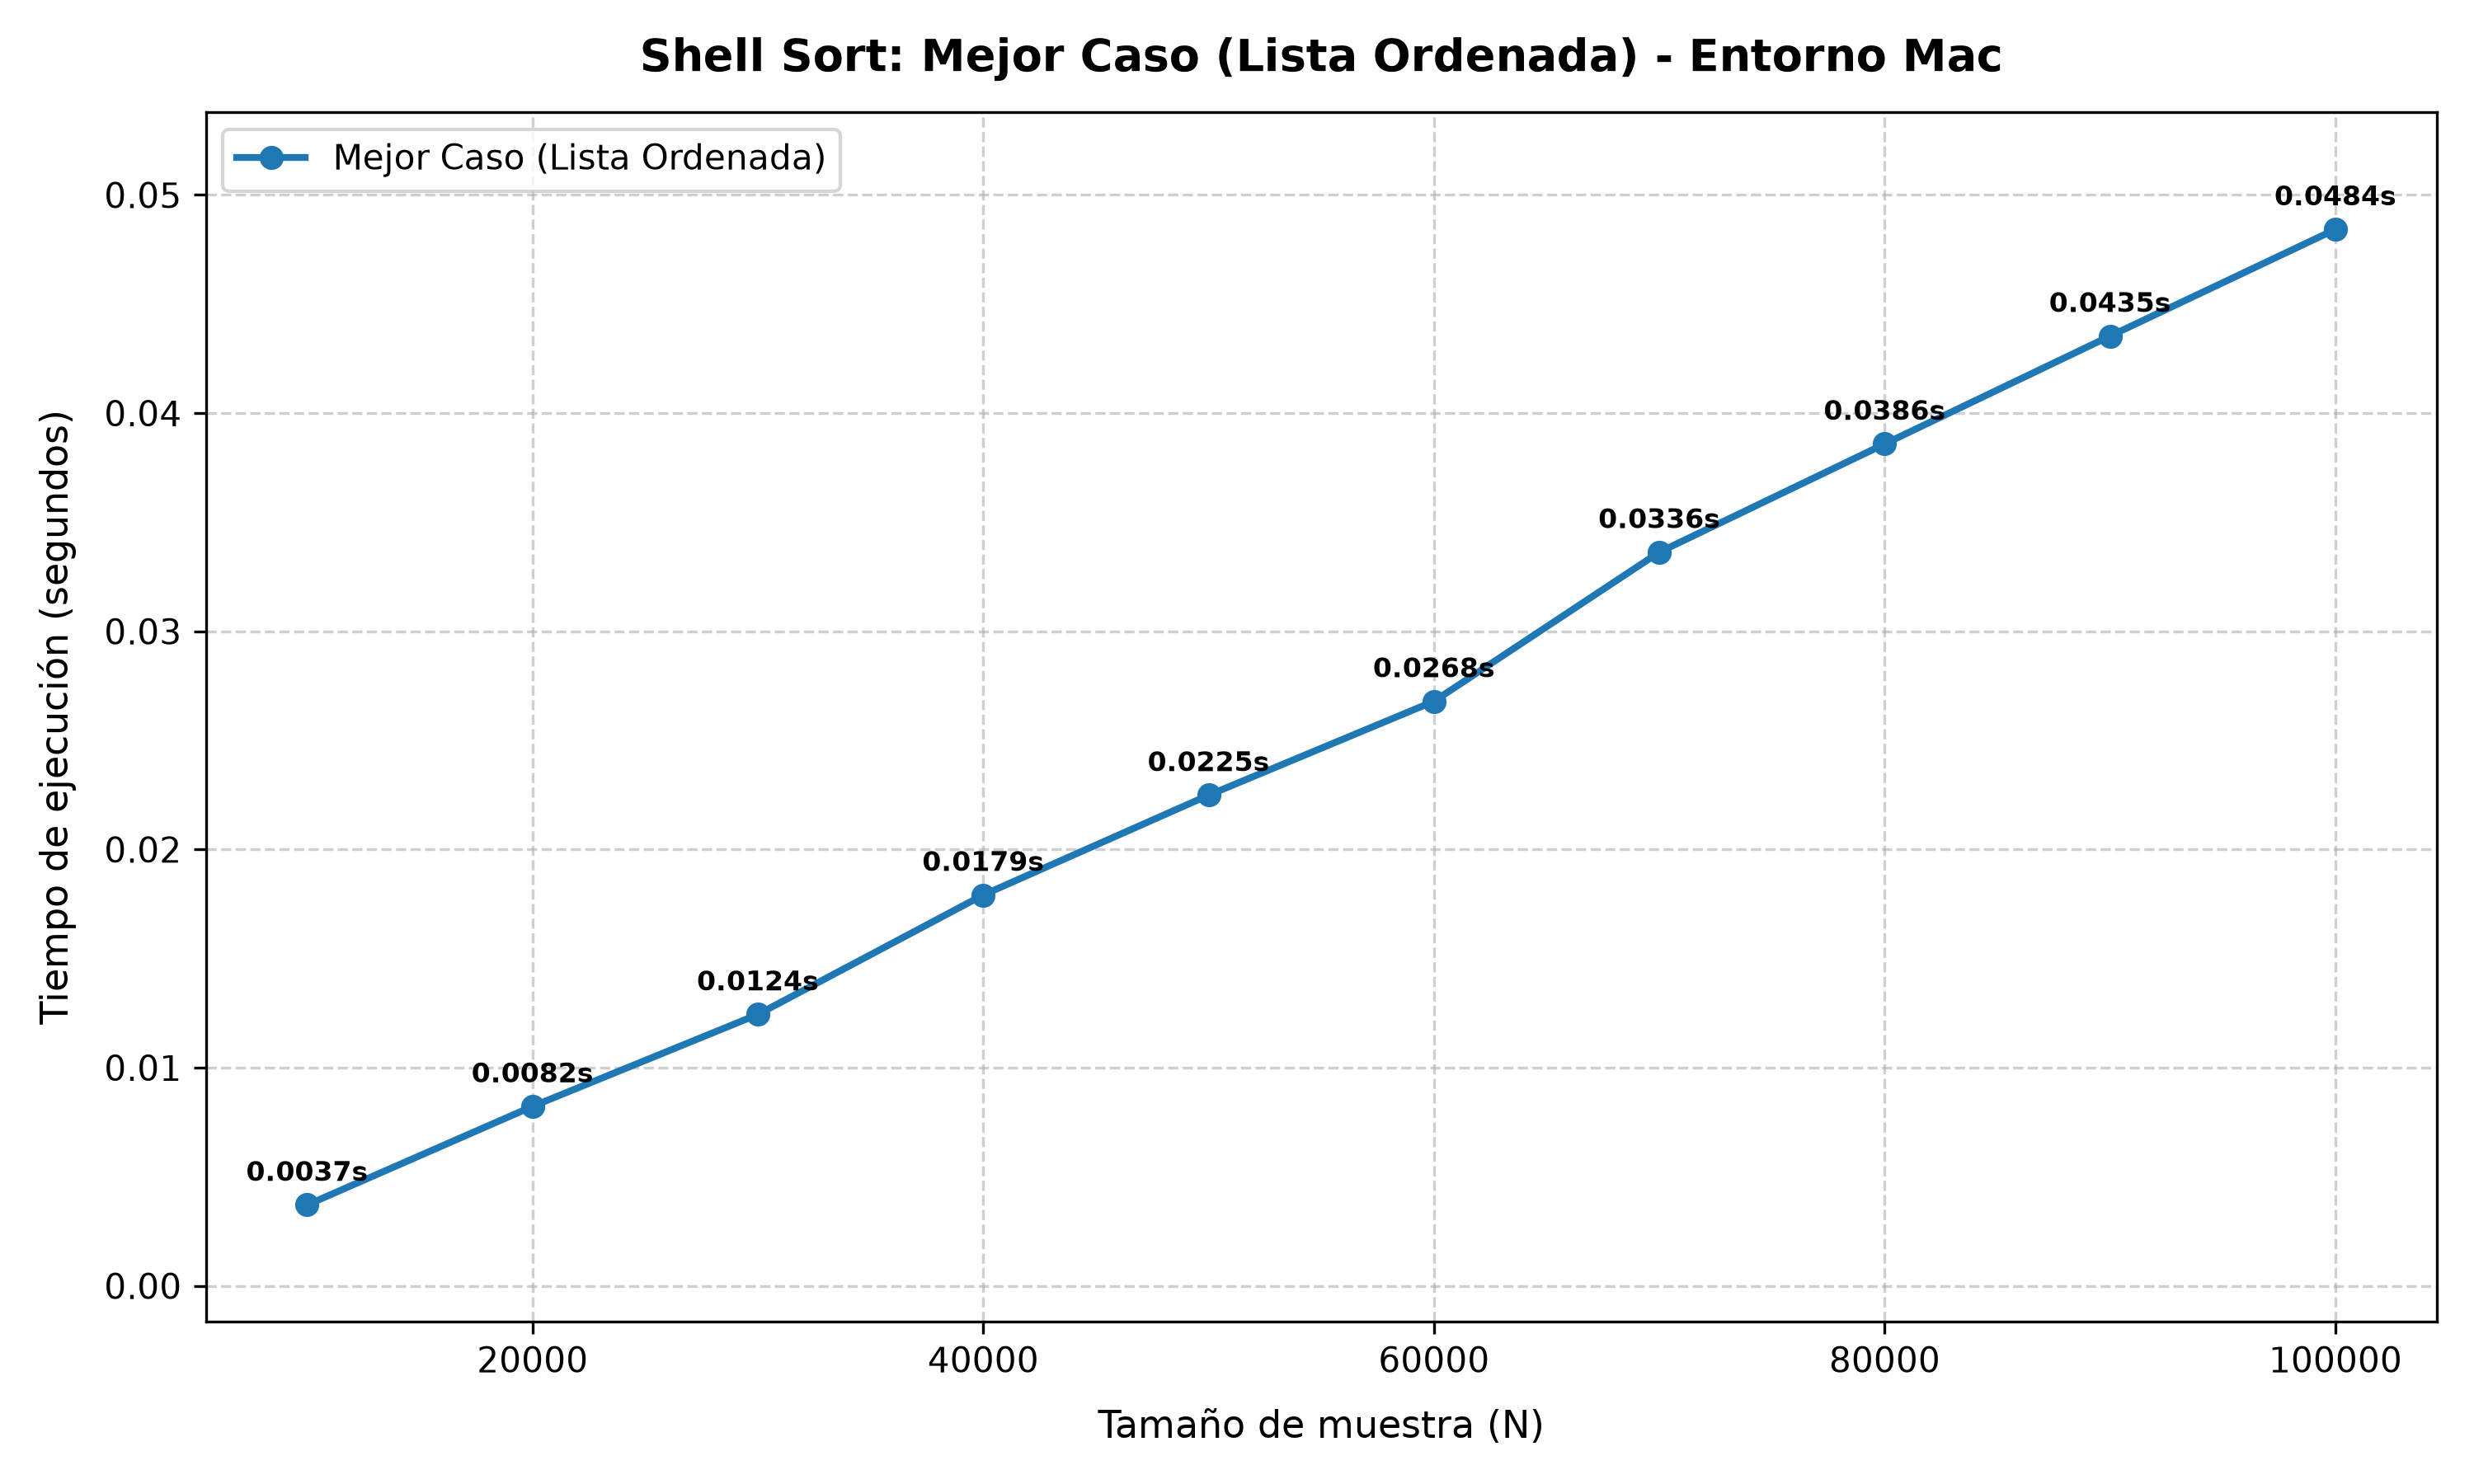 Shell Sort: Mejor Caso (Lista Ordenada) - Entorno Mac
Mejor Caso (Lista Ordenada)
Tiempo de ejecución (segundos)
0.05
0.04
0.03
0.02
0.01
0.00
0.0037s
0.0082s
0.0124s
0.0179s
0.0225s
0.0268s
0.0336s
0.0386s
0.0435s
0.0484s
20000
40000
60000
80000
100000
Tamaño de muestra (N)